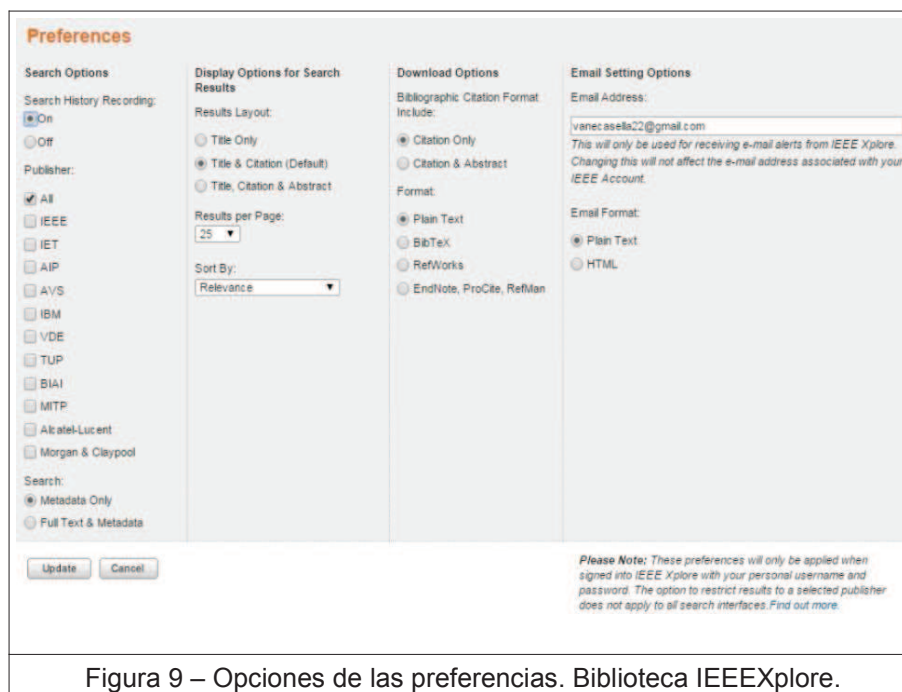 Preferences
Search Options
Search History Recording:
On
Off
Publisher:
All
IEEE
IET
AIP
AVS
IBM
VDE
TUP
BIAI
MITP
Alcatel-Lucent
Morgan & Claypool
Search:
Metadata Only
Full Text & Metadata
Display Options for Search
Results
Results Layout:
Title Only
Title & Citation (Default)
Title, Citation & Abstract
Results per Page:
25
Sort By:
Relevance
Download Options
Bibliographic Citation Format
Include:
Citation Only
Citation & Abstract
Format:
Plain Text
BibTeX
RefWorks
EndNote, ProCite, RefMan
Email Setting Options
Email Address:
vanecasella22@gmail.com
This will only be used for receiving e-mail alerts from IEEE Xplore.
Changing this will not affect the e-mail address associated with your
IEEE Account.
Email Format:
Plain Text
HTML
Update Cancel
Please Note: These preferences will only be applied when
signed into IEEE Xplore with your personal username and
password. The option to restrict results to a selected publisher
does not apply to all search interfaces.Find out more.
Figura 9 – Opciones de las preferencias. Biblioteca IEEEXplore.